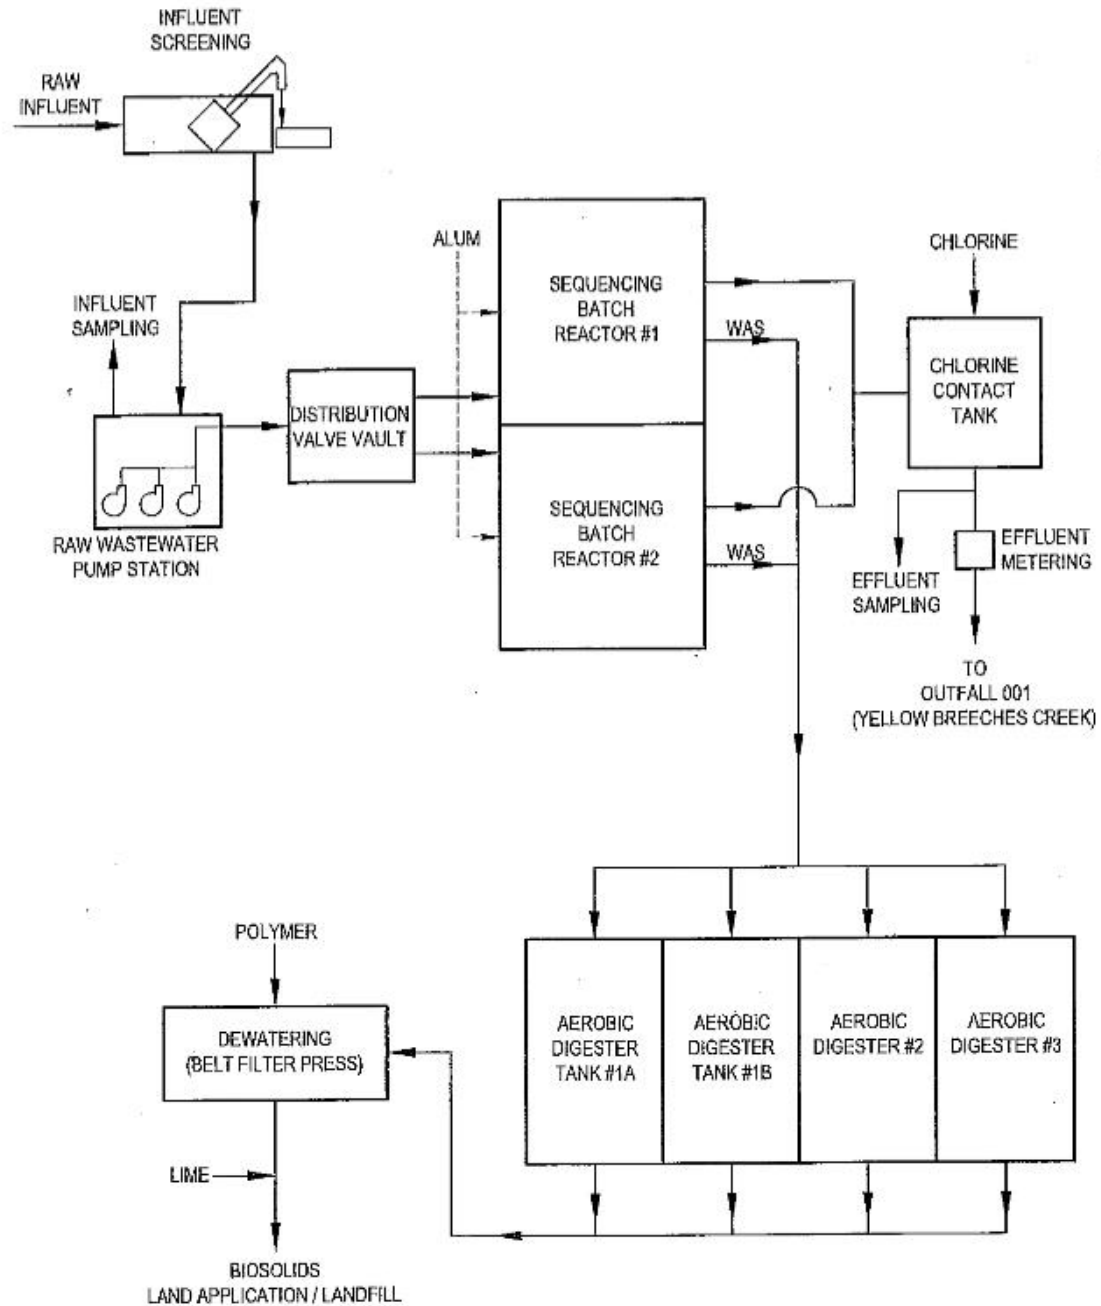 INFLUENT
SCREENING
RAW
INFLUENT
ALUM
INFLUENT
SAMPLING
DISTRIBUTION
VALVE VAULT
RAW WASTEWATER
PUMP STATION
SEQUENCING
BATCH
REACTOR #1
WAS
SEQUENCING
BATCH
REACTOR #2
WAS
CHLORINE
CHLORINE
CONTACT
TANK
EFFLUENT
METERING
EFFLUENT
SAMPLING
TO
OUTFALL 001
(YELLOW BREECHES CREEK)
POLYMER
DEWATERING
(BELT FILTER PRESS)
LIME
BIOSOLIDS
LAND APPLICATION / LANDFILL
AEROBIC
DIGESTER
TANK #1A
AEROBIC
DIGESTER
TANK #1B
AEROBIC
DIGESTER #2
AEROBIC
DIGESTER #3